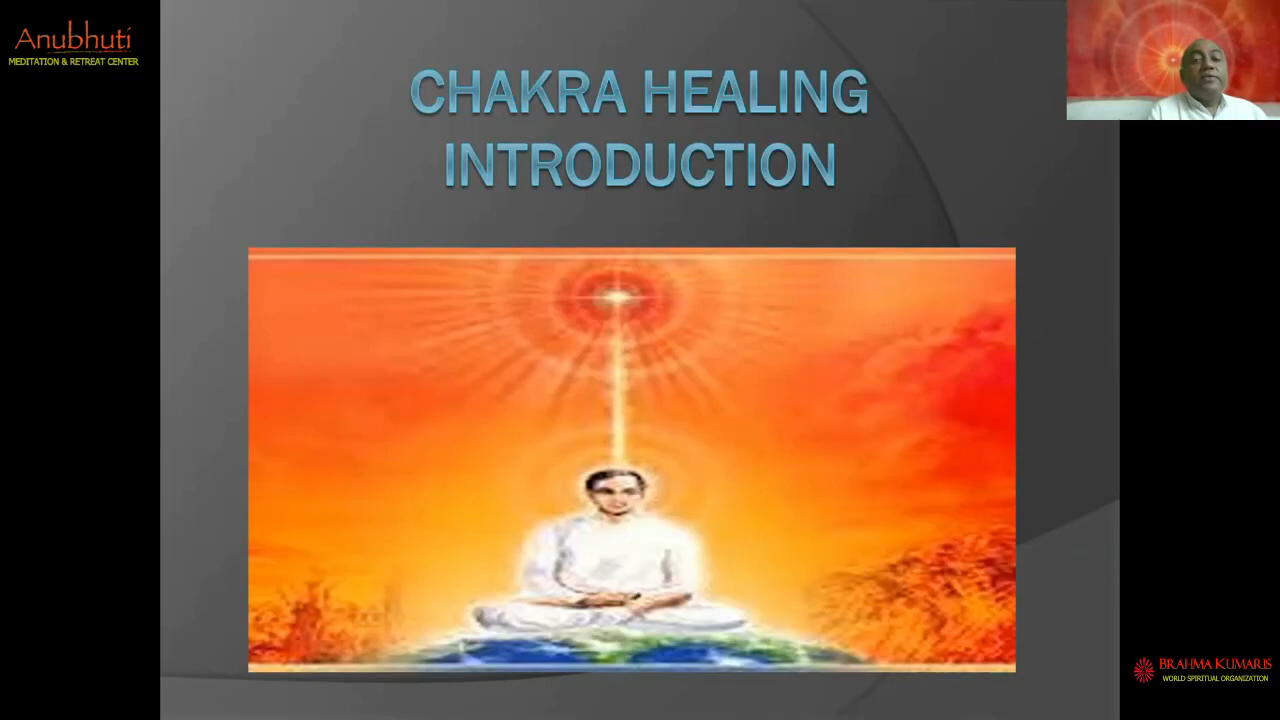 Anubhuti
MEDITATION & RETREAT CENTER
CHAKRA HEALING
INTRODUCTION
BRAHMA KUMARIS
WORLD SPIRITUAL ORGANIZATION